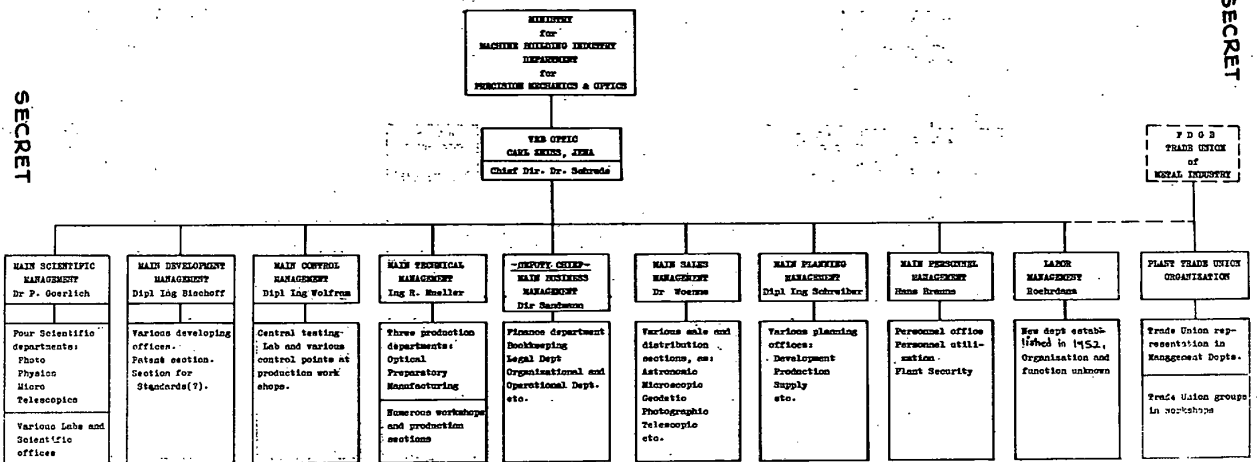 SECRET
SECRET
MINISTRY
for
MACHINE BUILDING INDUSTRY
DEPARTMENT
for
PRECISION MECHANICS & OPTICS
VEB OPTIC
CARL ZEISS, JENA
Chief Dir. Dr. Schrade
F D G B
TRADE UNION
of
METAL INDUSTRY
MAIN SCIENTIFIC
MANAGEMENT
Dr P. Goerlich
Four Scientific
departments:
Photo
Physics
Micro
Telescopics
Various Labs and
Scientific
offices
MAIN DEVELOPMENT
MANAGEMENT
Dipl Ing Bischoff
Various developing
offices.
Patent section.
Section for
Standards(?).
MAIN CONTROL
MANAGEMENT
Dipl Ing Wolfrum
Central testing-
Lab and various
control points at
production work
shops.
MAIN TECHNICAL
MANAGEMENT
Ing R. Mueller
Three production
departments:
Optical
Preparatory
Manufacturing
Numerous workshops
and production
sections
-DEPUTY CHIEF-
MAIN BUSINESS
MANAGEMENT
Dir Sandmann
Finance department
Bookkeeping
Legal Dept
Organizational and
Operational Dept.
etc.
MAIN SALES
MANAGEMENT
Dr
Various sale and
distribution
sections, as:
Astronomic
Microscopic
Geodetic
Photographic
Telescopic
etc.
MAIN PLANNING
MANAGEMENT
Dipl Ing Schreiber
Various planning
offices:
Development
Production
Supply
etc.
MAIN PERSONNEL
MANAGEMENT
Hans Brauns
Personnel office
Personnel utili-
zation
Plant Security
LABOR
MANAGEMENT
Roehrdanz
New dept estab-
lished in 1952,
Organization and
function unknown
PLANT TRADE UNION
ORGANIZATION
Trade Union rep-
resentation in
Management Depts.
Trade Union groups
in workshops